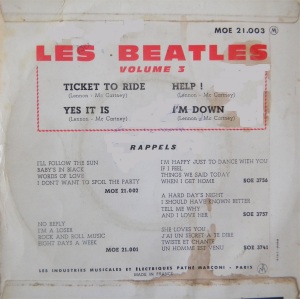 MOE 21.003 M
LES BEATLES
VOLUME 3
TICKET TO RIDE
(Lennon - Mc Cartney)
HELP !
(Lennon - Mc Cartney)
YES IT IS
(Lennon - Mc Cartney)
I'M DOWN
(Lennon - Mc Cartney)
RAPPELS
I'LL FOLLOW THE SUN
BABY'S IN BLACK
WORDS OF LOVE
I DON'T WANT TO SPOIL THE PARTY
MOE 21.002
I'M HAPPY JUST TO DANCE WITH YOU
IF I FELL
THINGS WE SAID TODAY
WHEN I GET HOME SOE 3756
A HARD DAY'S NIGHT
I SHOULD HAVE KNOWN BETTER
TELL ME WHY
AND I LOVE HER SOE 3757
NO REPLY
I'M A LOSER
ROCK AND ROLL MUSIC
EIGHT DAYS A WEEK MOE 21.001
SHE LOVES YOU
J'AI UN SECRET A TE DIRE
TWISTE ET CHANTE
UN HOMME EST VENU SOE 3741
LES INDUSTRIES MUSICALES ET ELECTRIQUES PATHE MARCONI - PARIS
MADE IN FRANCE